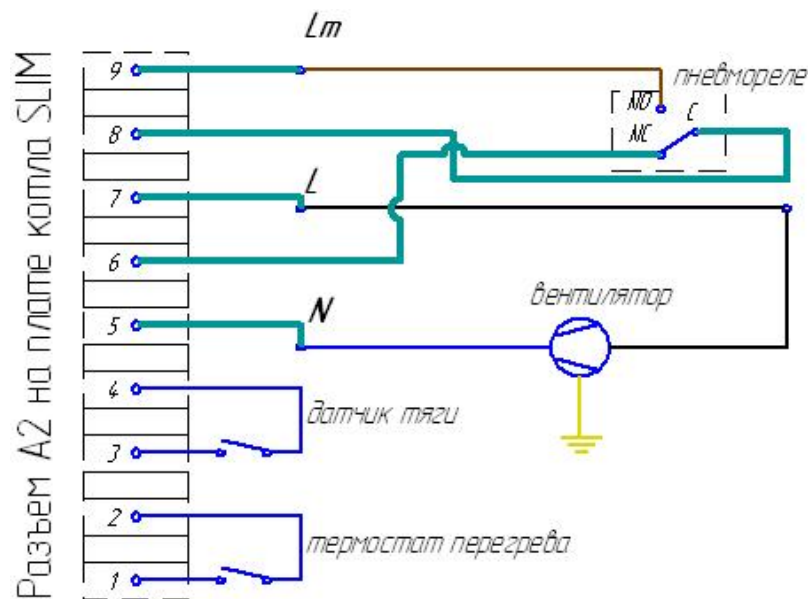 Lm
9
пневмореле
NO
C
8
NC
7
L
6
вентилятор
N
5
4
датчик тяги
3
2
термостат перегрева
1
Разъем А2 на плате котла SLIM